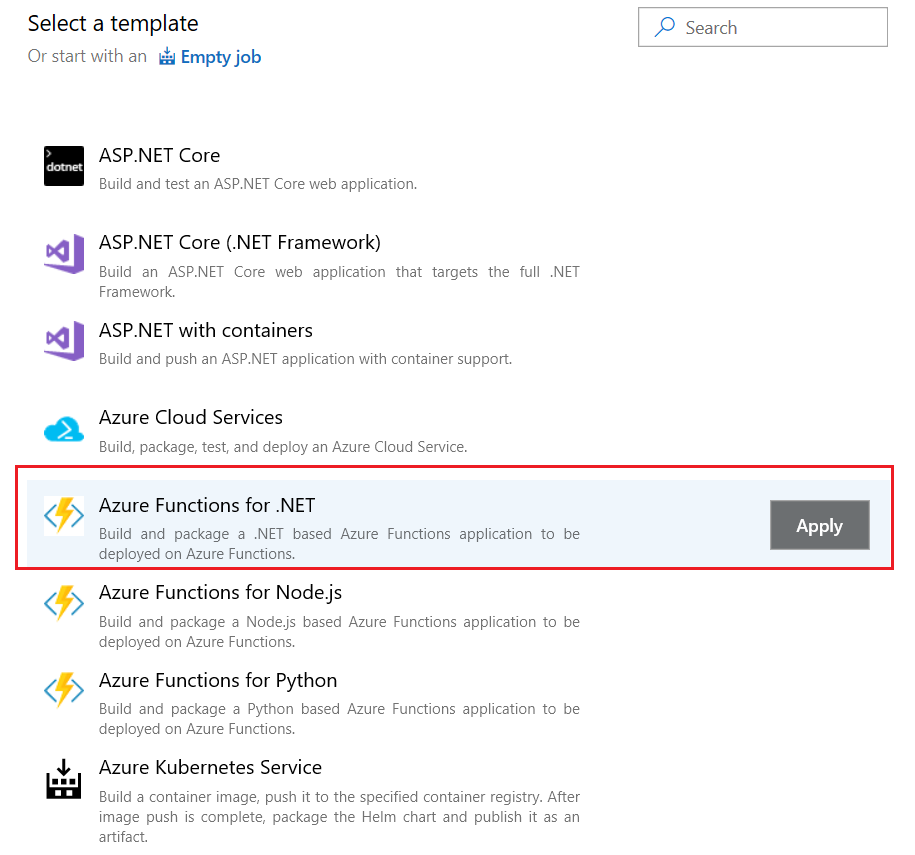 Select a template
Search
Or start with an Empty job
dotnet
ASP.NET Core
Build and test an ASP.NET Core web application.
ASP.NET Core (.NET Framework)
Build an ASP.NET Core web application that targets the full .NET
Framework.
ASP.NET with containers
Build and push an ASP.NET application with container support.
Azure Cloud Services
Build, package, test, and deploy an Azure Cloud Service.
Azure Functions for .NET
Build and package a .NET based Azure Functions application to be
deployed on Azure Functions.
Apply
Azure Functions for Node.js
Build and package a Node.js based Azure Functions application to be
deployed on Azure Functions.
Azure Functions for Python
Build and package a Python based Azure Functions application to be
deployed on Azure Functions.
Azure Kubernetes Service
Build a container image, push it to the specified container registry. After
image push is complete, package the Helm chart and publish it as an
artifact.